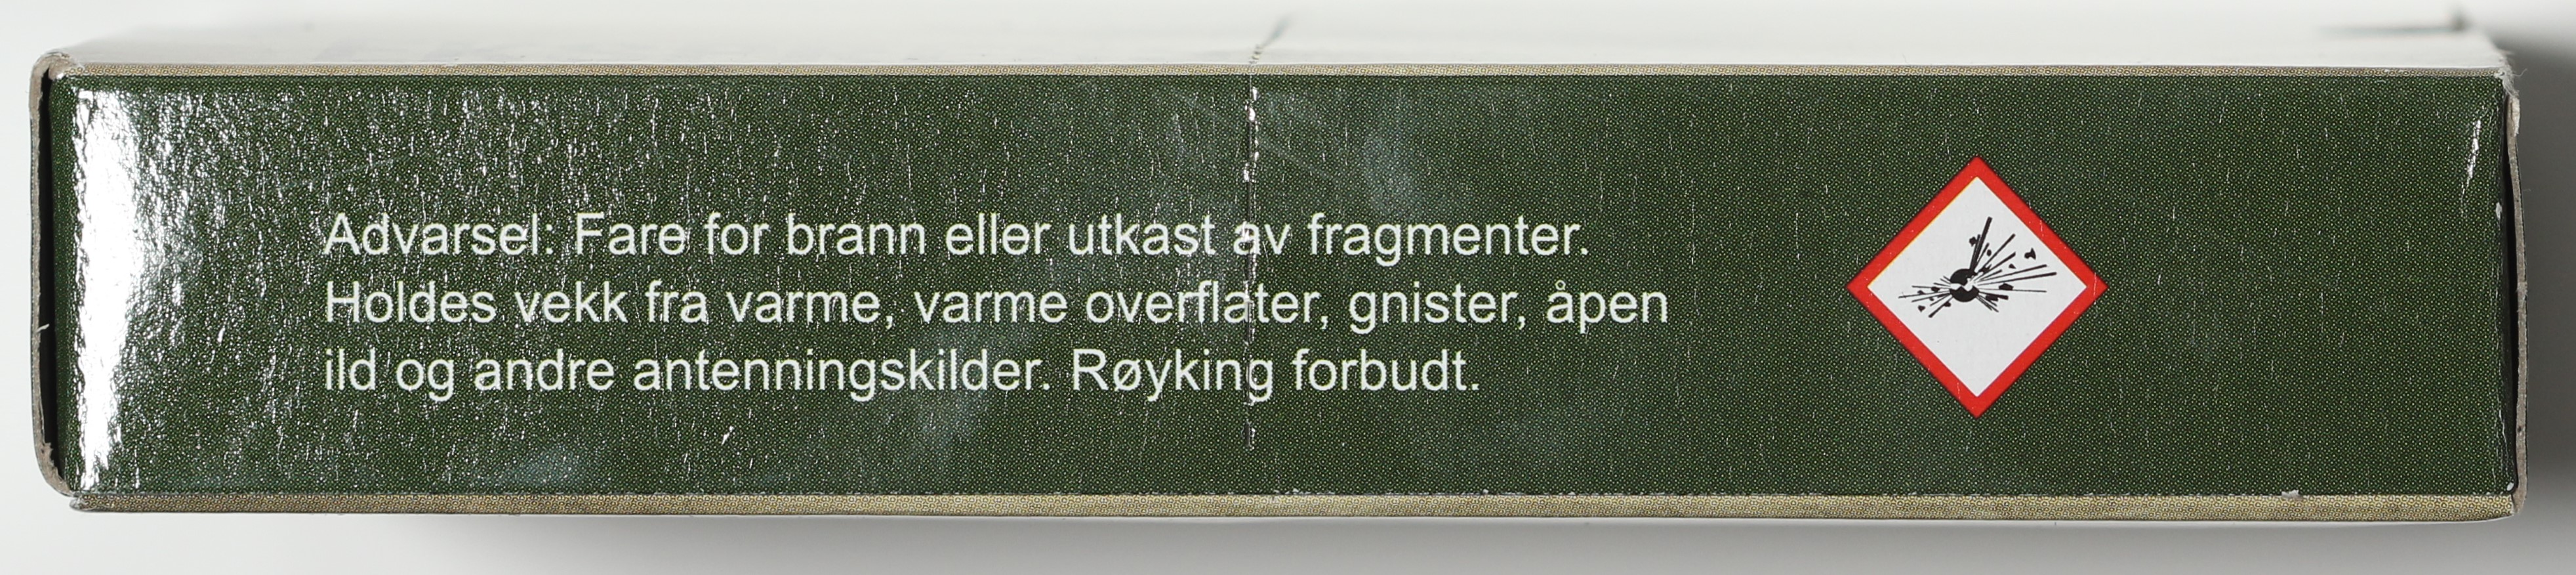 Advarsel: Fare for brann eller utkast av fragmenter.
Holdes vekk fra varme, varme overflater, gnister, åpen
ild og andre antenningskilder. Røyking forbudt.